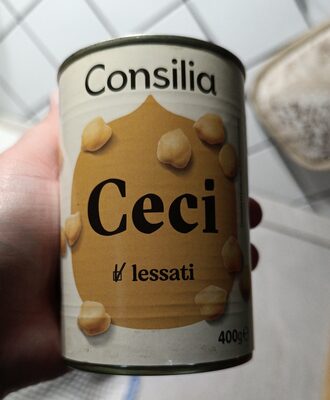 Consilia
Ceci
lessati
400g℮